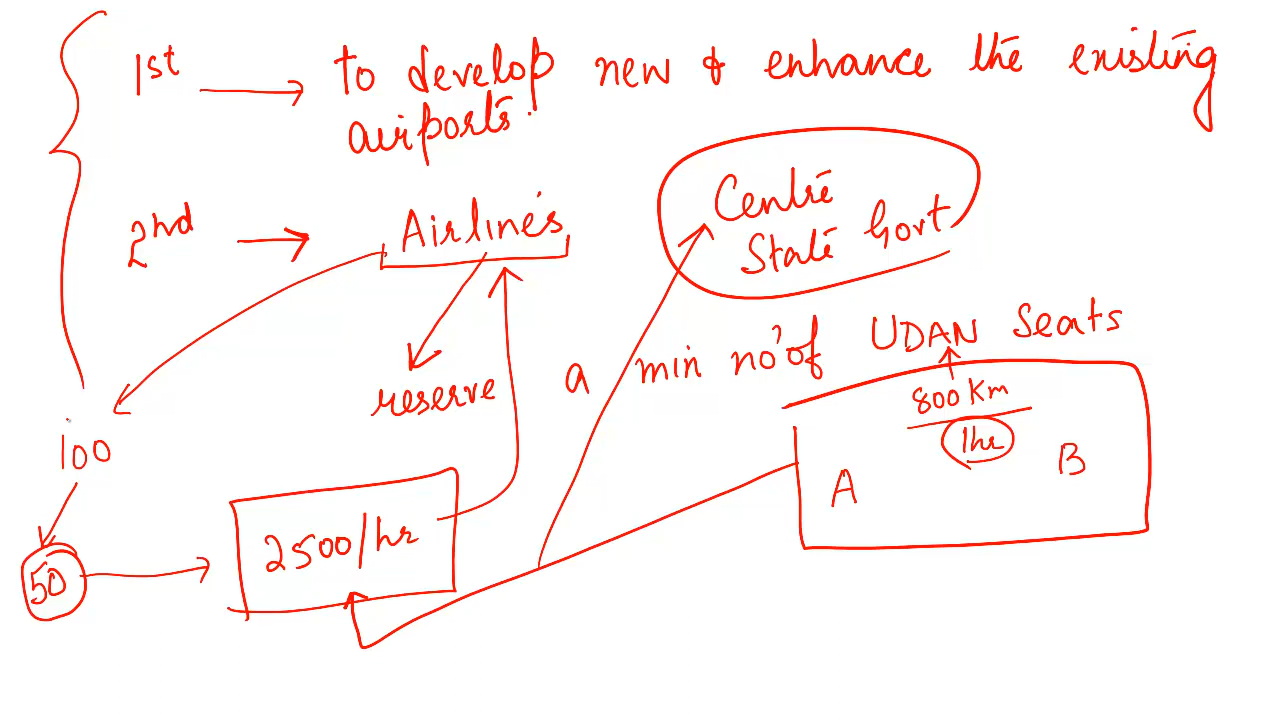 1st → to develop new & enhance the existing
airports.
2nd → Airlines
Centre
State Govt
reserve a min no of UDAN Seats
800 Km
1hr
A B
100
50 → 2500/hr